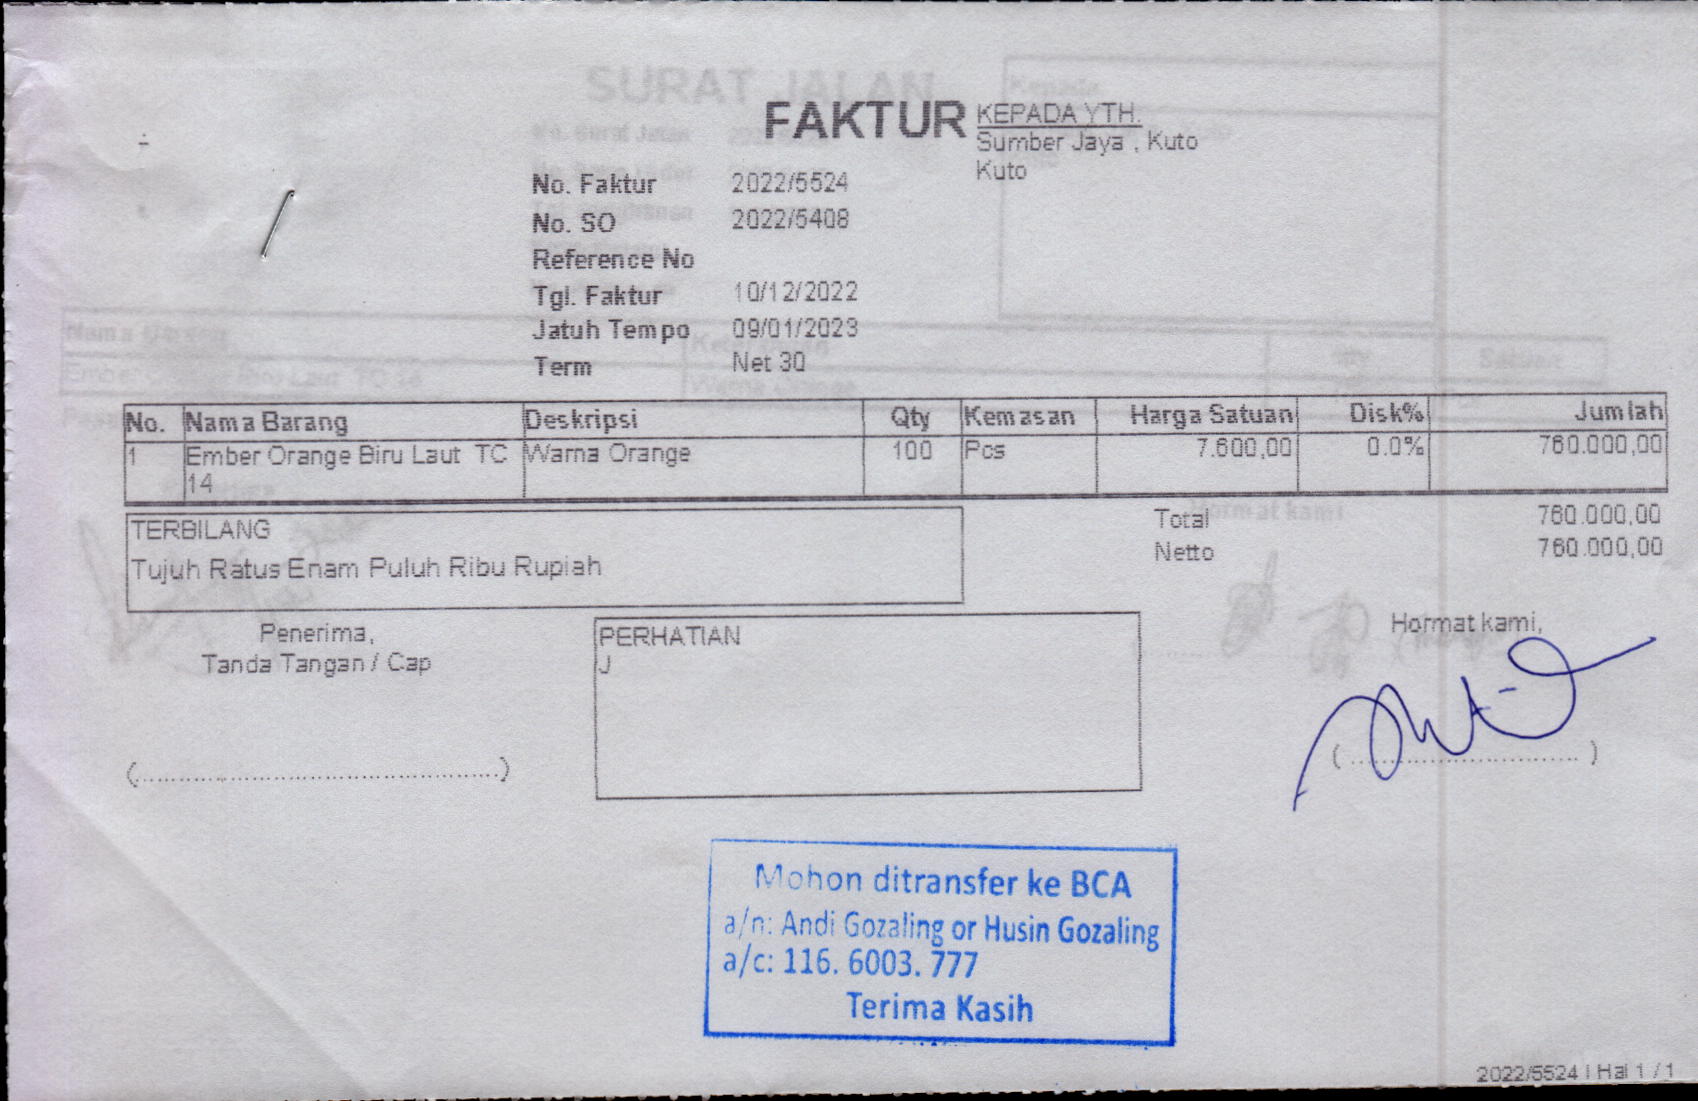 FAKTUR
KEPADA YTH.
Sumber Jaya , Kuto
Kuto
No. Faktur 2022/5524
No. SO 2022/5408
Reference No
Tgl. Faktur 10/12/2022
Jatuh Tempo 09/01/2023
Term Net 30
No. Nama Barang Deskripsi Qty Kemasan Harga Satuan Disk% Jumlah
1 Ember Orange Biru Laut TC Warna Orange 100 Pcs 7.600,00 0.0% 760.000,00
14
TERBILANG
Tujuh Ratus Enam Puluh Ribu Rupiah
Total 760.000,00
Netto 760.000,00
Penerima,
Tanda Tangan / Cap
PERHATIAN
J
Hormat kami,
(..................................................)
(................................)
Mohon ditransfer ke BCA
a/n: Andi Gozaling or Husin Gozaling
a/c: 116. 6003. 777
Terima Kasih
2022/5524 | Hal 1 / 1
SURAT JALAN
Kepada